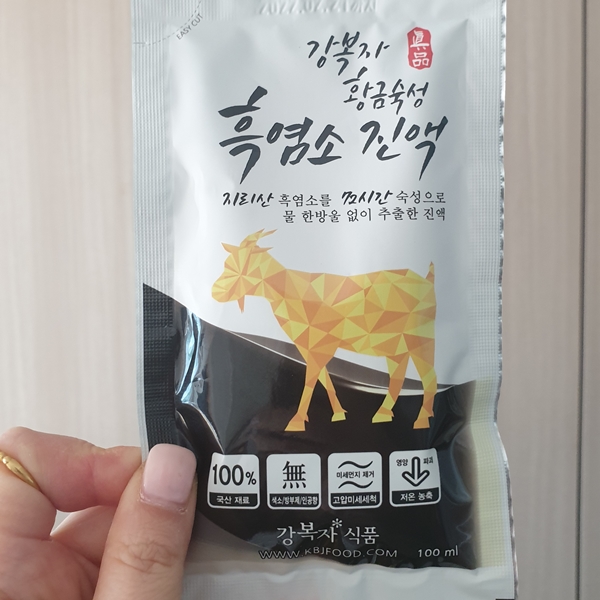 EASY CUT
강복자 眞品
황금숙성
흑염소 진액
지리산 흑염소를 72시간 숙성으로
물 한방울 없이 추출한 진액
100%
국산 재료
無
색소/방부제/인공향
미세먼지 제거
고압미세세척
영양 파괴
저온 농축
강복자 식품
WWW.KBJFOOD.COM
100 ml